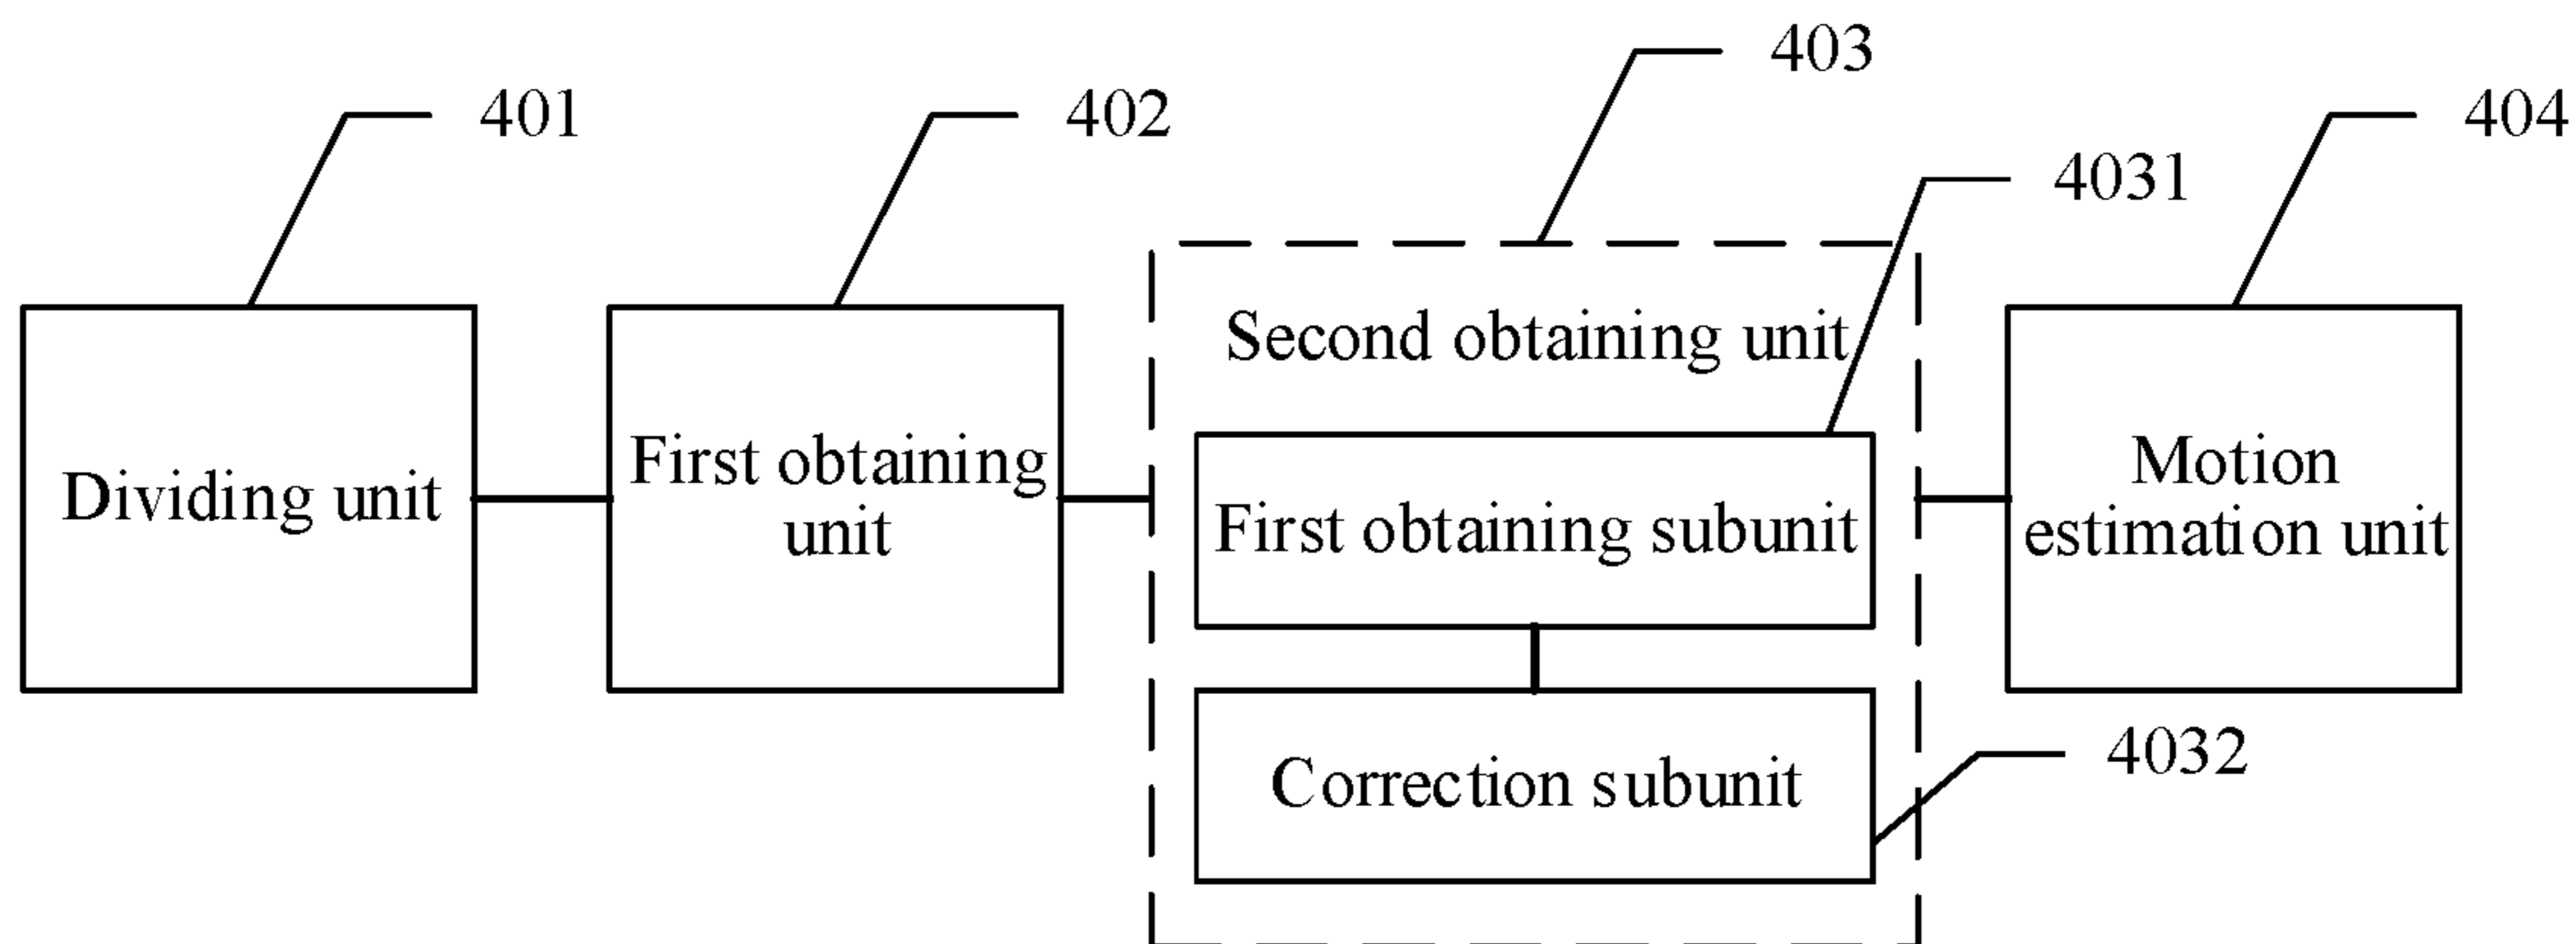 403
401
402
404
4031
Second obtaining unit
Dividing unit
First obtaining
unit
First obtaining subunit
Motion
estimation unit
Correction subunit
4032